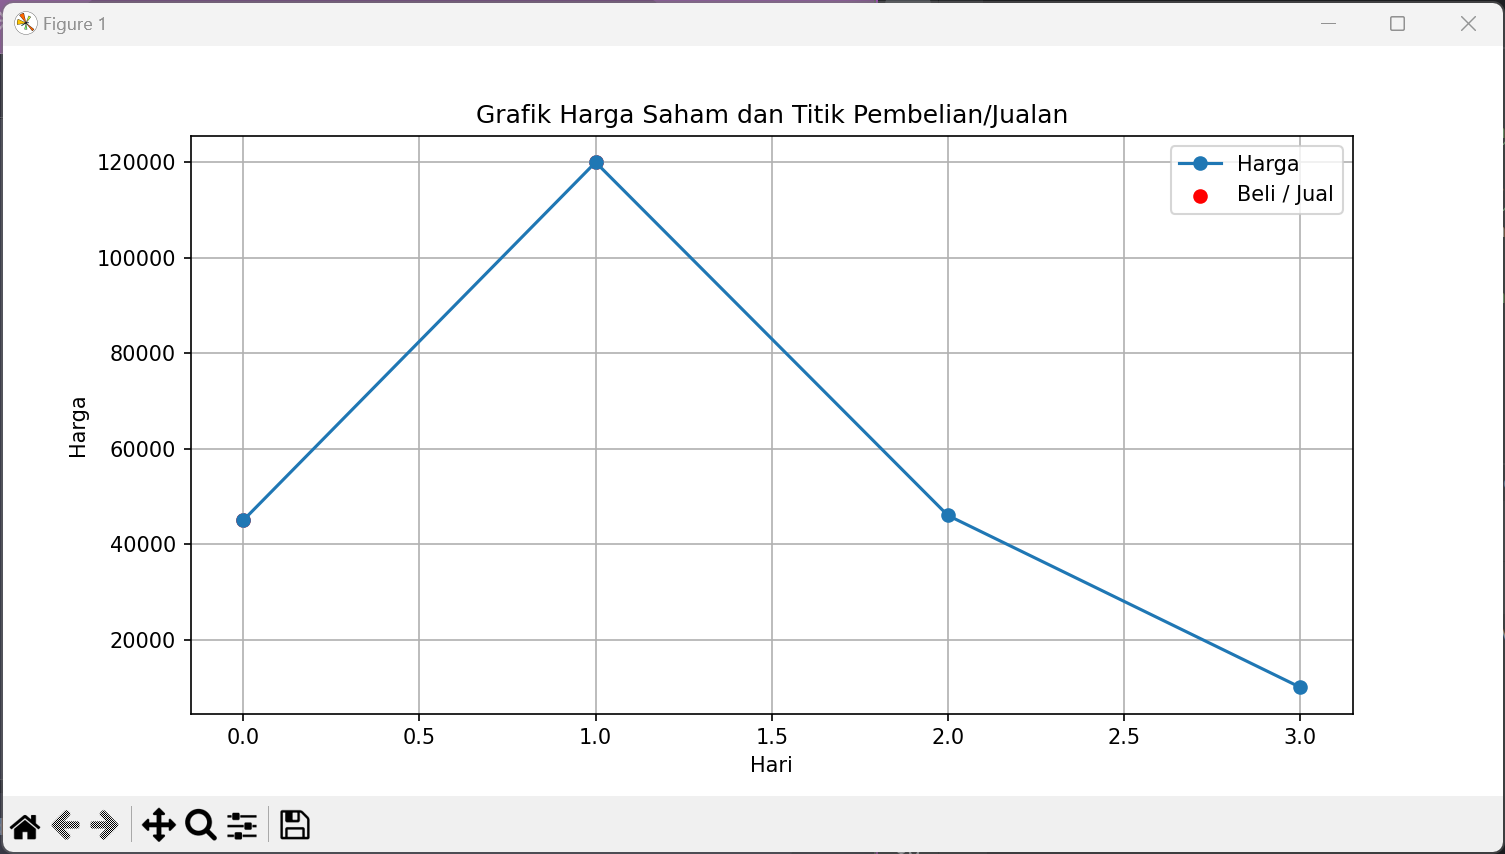 Figure 1
Grafik Harga Saham dan Titik Pembelian/Jualan
Harga
Beli / Jual
120000
100000
80000
60000
40000
20000
Harga
0.0 0.5 1.0 1.5 2.0 2.5 3.0
Hari